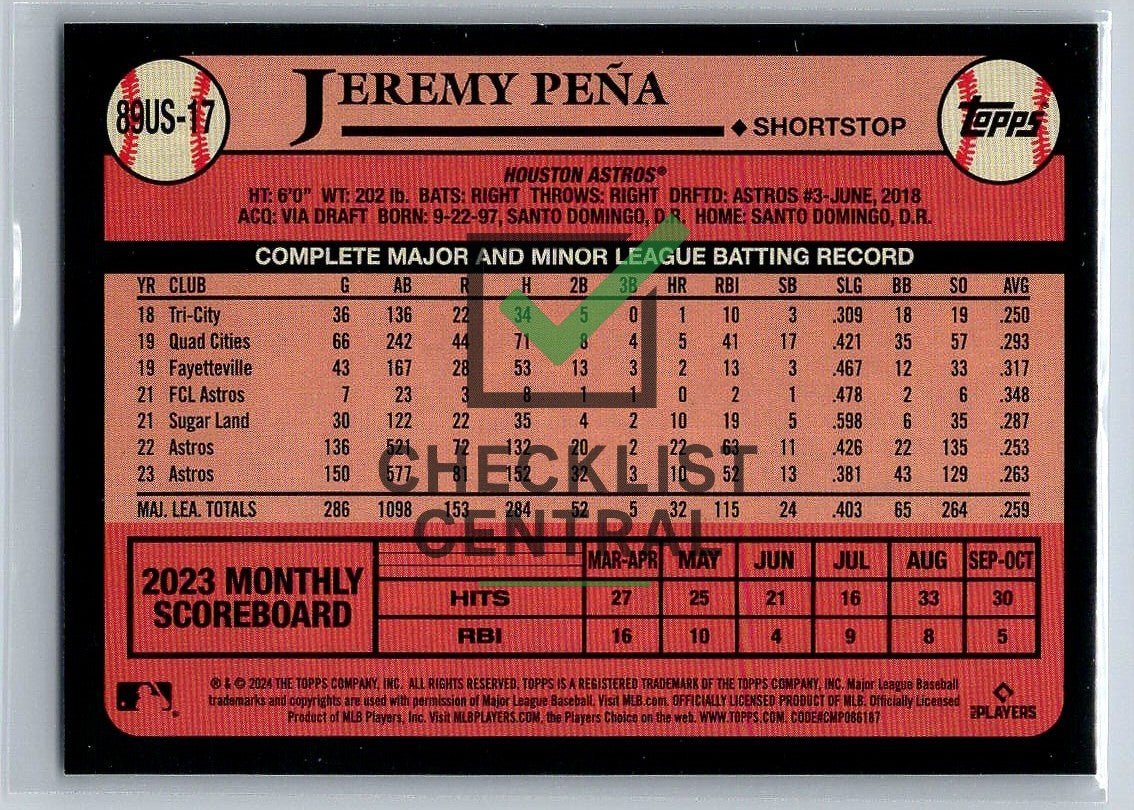 89US-17
JEREMY PEÑA
◆ SHORTSTOP
TOPPS
HOUSTON ASTROS®
HT: 6'0" WT: 202 lb. BATS: RIGHT THROWS: RIGHT DRFTD: ASTROS #3-JUNE, 2018
ACQ: VIA DRAFT BORN: 9-22-97, SANTO DOMINGO, D.R. HOME: SANTO DOMINGO, D.R.
COMPLETE MAJOR AND MINOR LEAGUE BATTING RECORD
YR CLUB G AB R H 2B 3B HR RBI SB SLG BB SO AVG
18 Tri-City 36 136 22 34 5 0 1 10 3 .309 18 19 .250
19 Quad Cities 66 242 44 71 8 4 5 41 17 .421 35 57 .293
19 Fayetteville 43 167 28 53 13 3 2 13 3 .467 12 33 .317
21 FCL Astros 7 23 3 8 1 1 0 2 1 .478 2 6 .348
21 Sugar Land 30 122 22 35 4 2 10 19 5 .598 6 35 .287
22 Astros 136 521 72 132 20 2 22 63 11 .426 22 135 .253
23 Astros 150 577 81 152 32 3 10 52 13 .381 43 129 .263
MAJ. LEA. TOTALS 286 1098 153 284 52 5 32 115 24 .403 65 264 .259
CHECKLIST
CENTRAL
2023 MONTHLY
SCOREBOARD
MAR-APR MAY JUN JUL AUG SEP-OCT
HITS 27 25 21 16 33 30
RBI 16 10 4 9 8 5
® & © 2024 THE TOPPS COMPANY, INC. ALL RIGHTS RESERVED. TOPPS IS A REGISTERED TRADEMARK OF THE TOPPS COMPANY, INC. Major League Baseball
trademarks and copyrights are used with permission of Major League Baseball. Visit MLB.com. OFFICIALLY LICENSED PRODUCT OF MLB. Officially Licensed
Product of MLB Players, Inc. Visit MLBPLAYERS.com, the Players Choice on the web. WWW.TOPPS.COM. CODE#CMP086187
PLAYERS